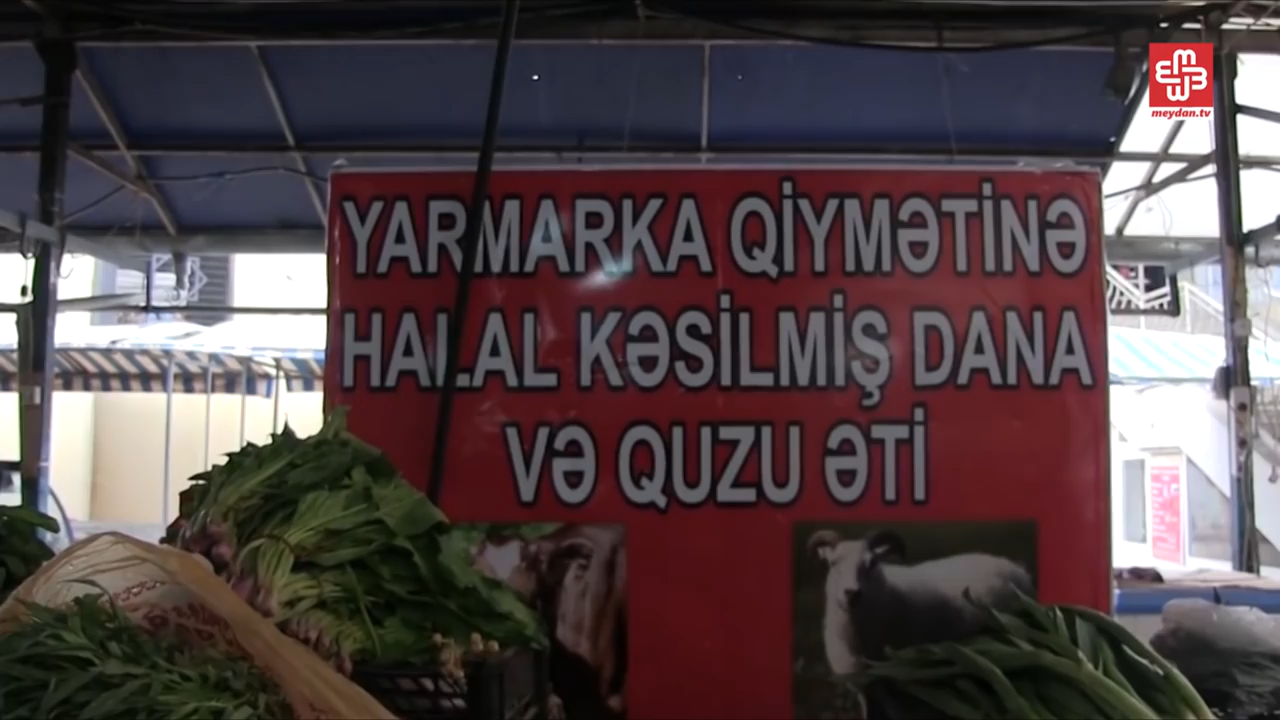 meydan.tv
YARMARKA QİYMƏTİNƏ
HALAL KƏSİLMİŞ DANA
VƏ QUZU ƏTİ